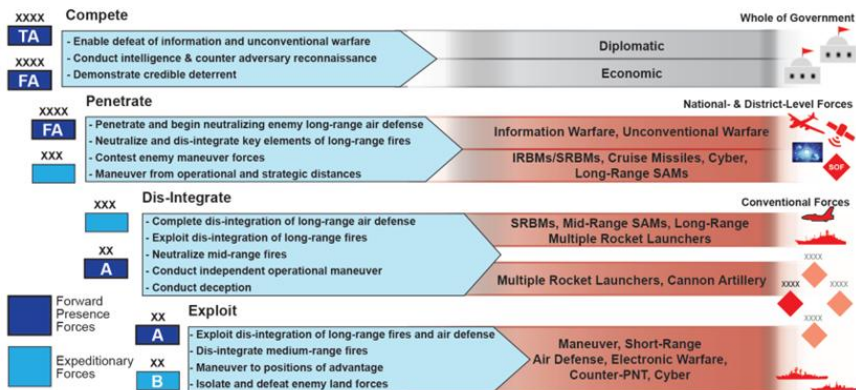 xxxx
Compete
Whole of Government
TA
- Enable defeat of information and unconventional warfare
- Conduct intelligence & counter adversary reconnaissance
- Demonstrate credible deterrent
Diplomatic
Economic
xxxx
FA
Penetrate
National- & District-Level Forces
xxxx
FA
xxx
- Penetrate and begin neutralizing enemy long-range air defense
- Neutralize and dis-integrate key elements of long-range fires
- Contest enemy maneuver forces
- Maneuver from operational and strategic distances
Information Warfare, Unconventional Warfare
IRBMs/SRBMs, Cruise Missiles, Cyber,
Long-Range SAMs
SOF
Dis-Integrate
Conventional Forces
xxx
xx
A
- Complete dis-integration of long-range air defense
- Exploit dis-integration of long-range fires
- Neutralize mid-range fires
- Conduct independent operational maneuver
- Conduct deception
SRBMs, Mid-Range SAMs, Long-Range
Multiple Rocket Launchers
Multiple Rocket Launchers, Cannon Artillery
xxxx
xxxx
xxxx
xxxx
Forward
Presence
Forces
Expeditionary
Forces
Exploit
xx
A
xx
B
- Exploit dis-integration of long-range fires and air defense
- Dis-integrate medium-range fires
- Maneuver to positions of advantage
- Isolate and defeat enemy land forces
Maneuver, Short-Range
Air Defense, Electronic Warfare,
Counter-PNT, Cyber